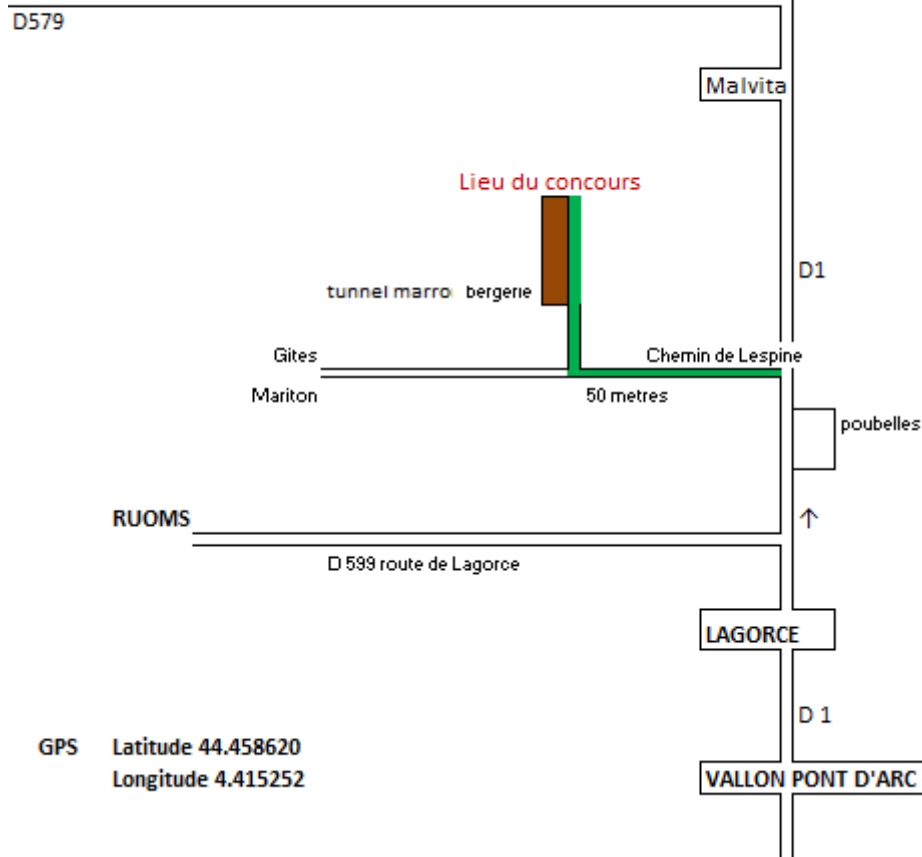 D579
Malvita
Lieu du concours
D1
tunnel marro bergerie
Gites
Chemin de Lespine
Mariton
50 metres
poubelles
RUOMS
↑
D 599 route de Lagorce
LAGORCE
D 1
GPS Latitude 44.458620
Longitude 4.415252
VALLON PONT D'ARC